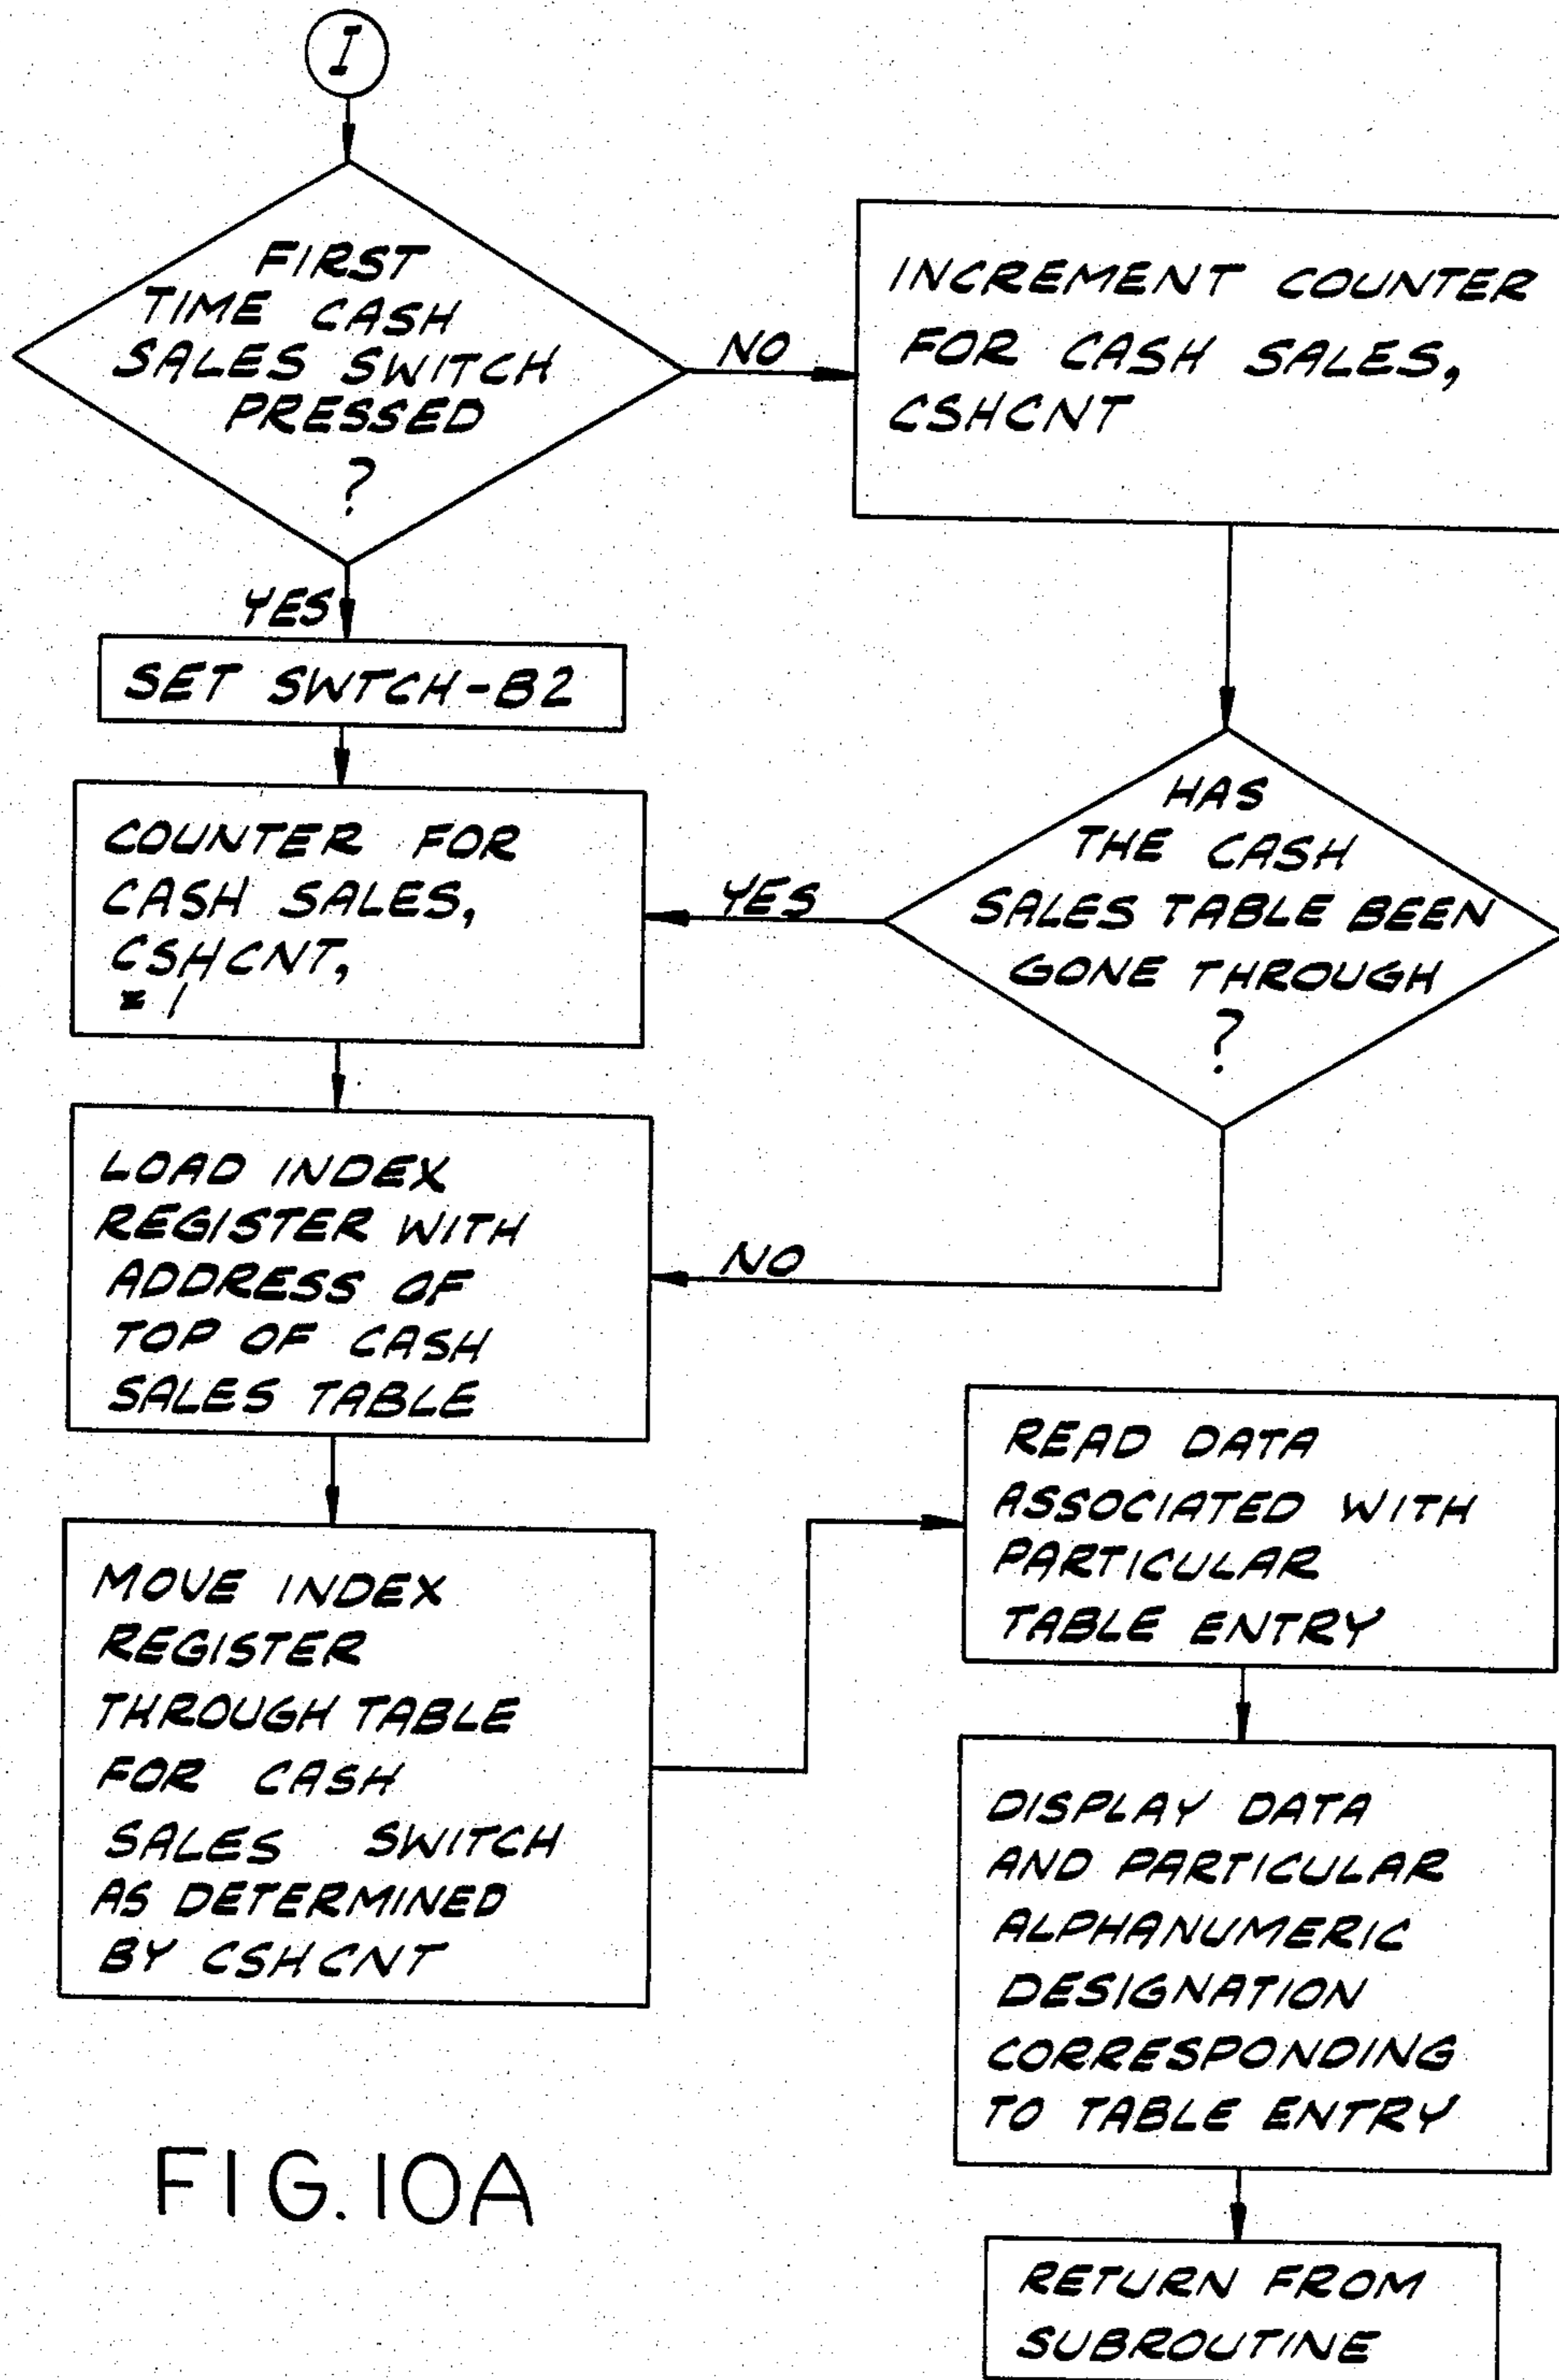 I
FIRST
TIME CASH
SALES SWITCH
PRESSED
?
NO
INCREMENT COUNTER
FOR CASH SALES,
CSHCNT
YES
SET SWTCH-B2
COUNTER FOR
CASH SALES,
CSHCNT,
= 1
YES
HAS
THE CASH
SALES TABLE BEEN
GONE THROUGH
?
LOAD INDEX
REGISTER WITH
ADDRESS OF
TOP OF CASH
SALES TABLE
NO
MOVE INDEX
REGISTER
THROUGH TABLE
FOR CASH
SALES SWITCH
AS DETERMINED
BY CSHCNT
READ DATA
ASSOCIATED WITH
PARTICULAR
TABLE ENTRY
DISPLAY DATA
AND PARTICULAR
ALPHANUMERIC
DESIGNATION
CORRESPONDING
TO TABLE ENTRY
RETURN FROM
SUBROUTINE
FIG. 10A